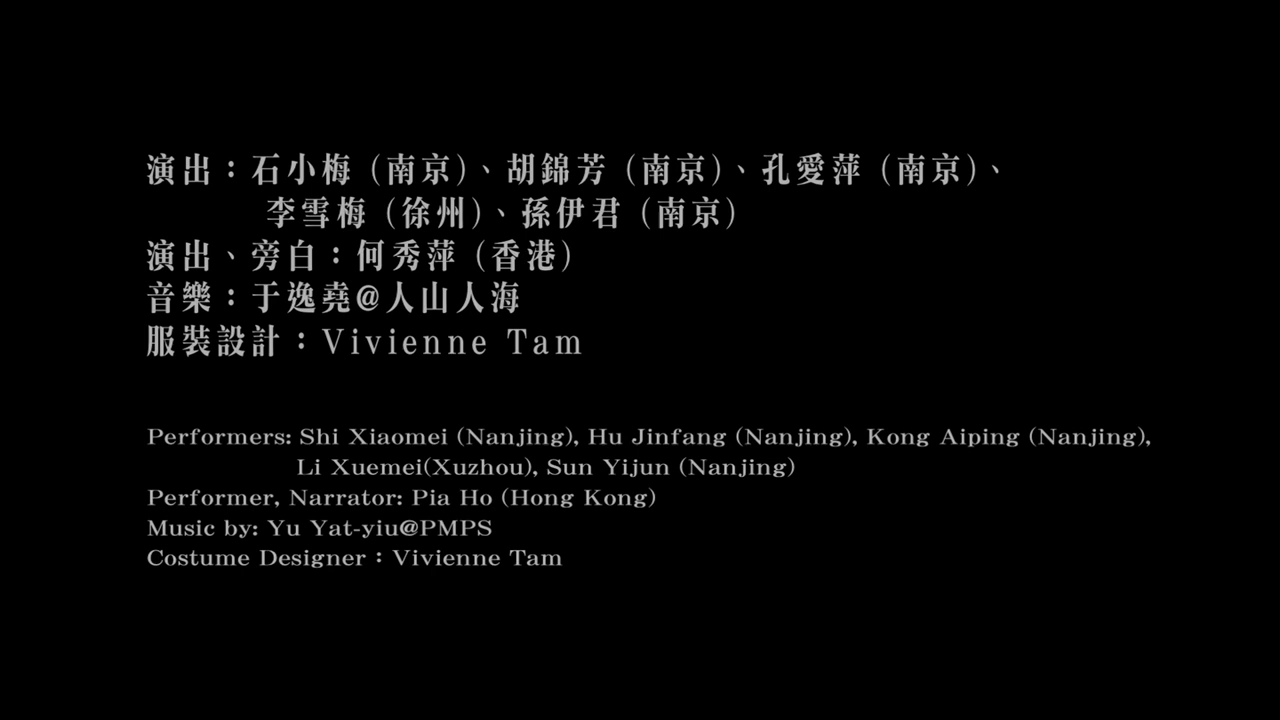 演出：石小梅（南京）、胡錦芳（南京）、孔愛萍（南京）、
李雪梅（徐州）、孫伊君（南京）
演出、旁白：何秀萍（香港）
音樂：于逸堯@人山人海
服裝設計：Vivienne Tam
Performers: Shi Xiaomei (Nanjing), Hu Jinfang (Nanjing), Kong Aiping (Nanjing),
Li Xuemei(Xuzhou), Sun Yijun (Nanjing)
Performer, Narrator: Pia Ho (Hong Kong)
Music by: Yu Yat-yiu@PMPS
Costume Designer：Vivienne Tam